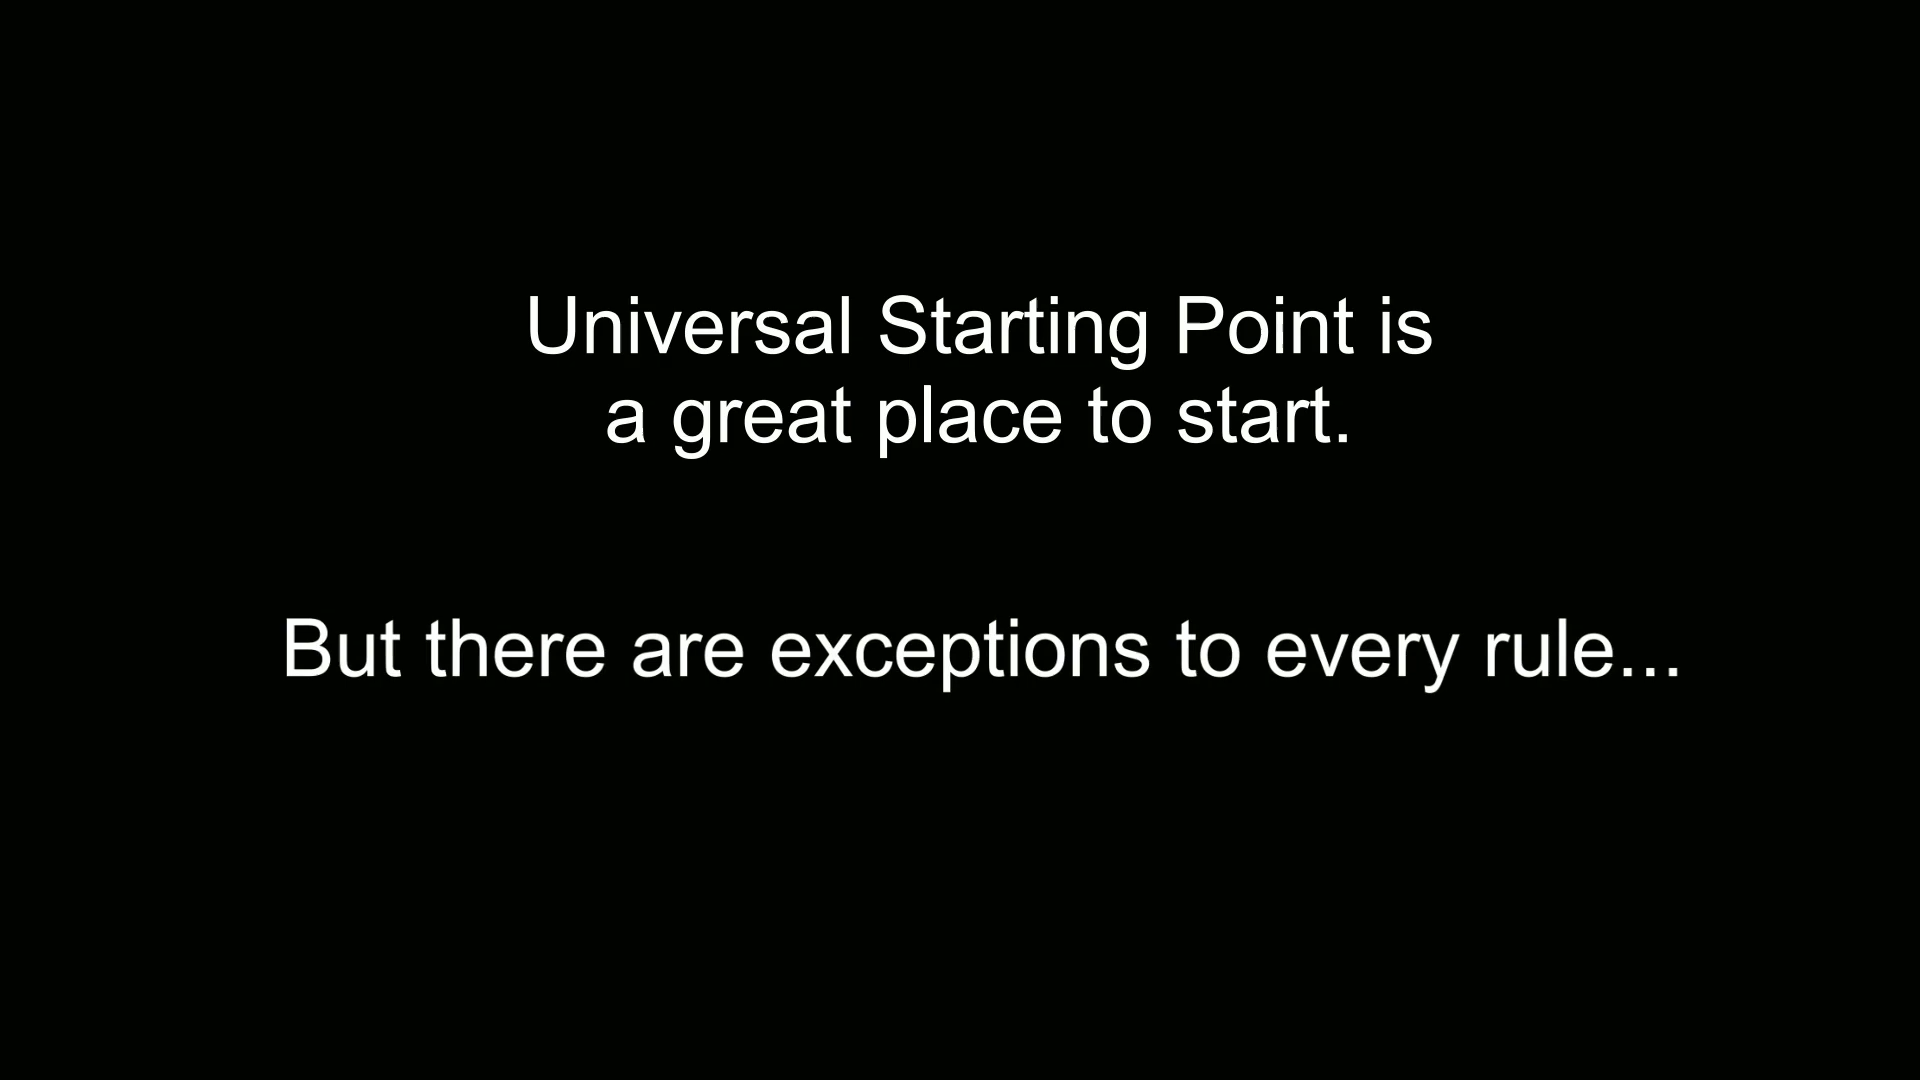 Universal Starting Point is
a great place to start.
But there are exceptions to every rule...